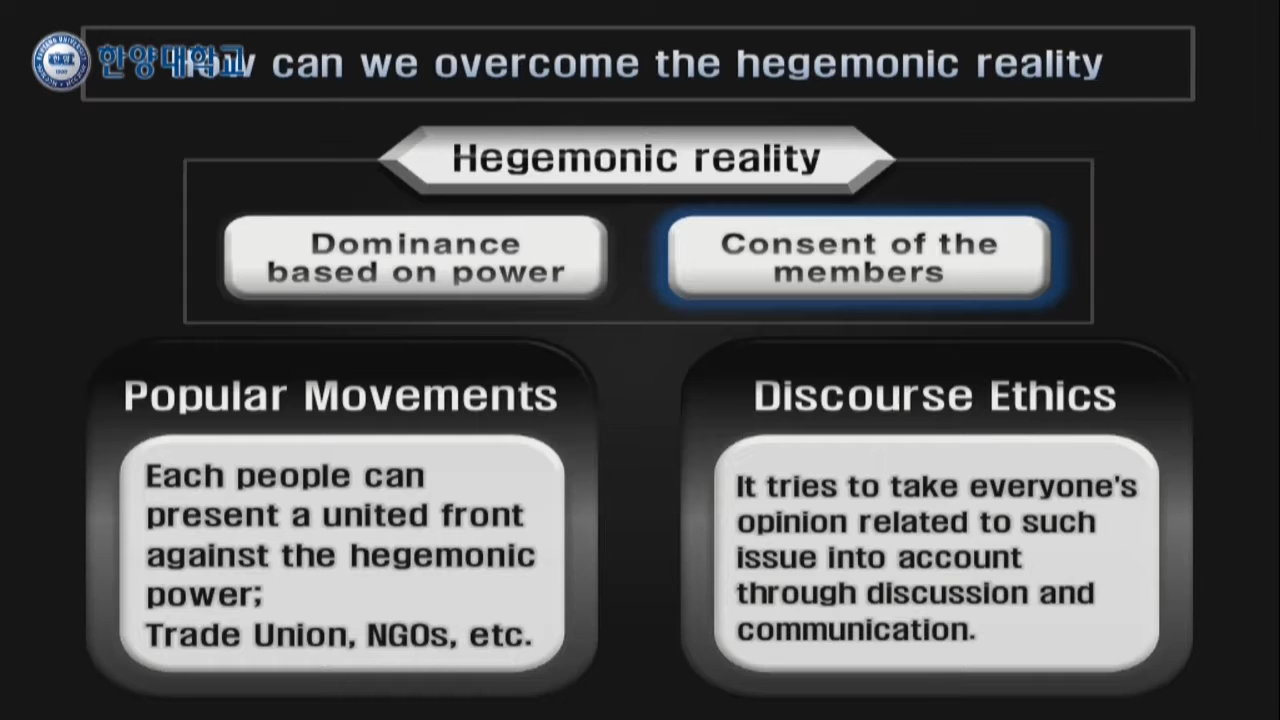 한양대학교
How can we overcome the hegemonic reality
Hegemonic reality
Dominance
based on power
Consent of the
members
Popular Movements
Each people can
present a united front
against the hegemonic
power;
Trade Union, NGOs, etc.
Discourse Ethics
It tries to take everyone's
opinion related to such
issue into account
through discussion and
communication.